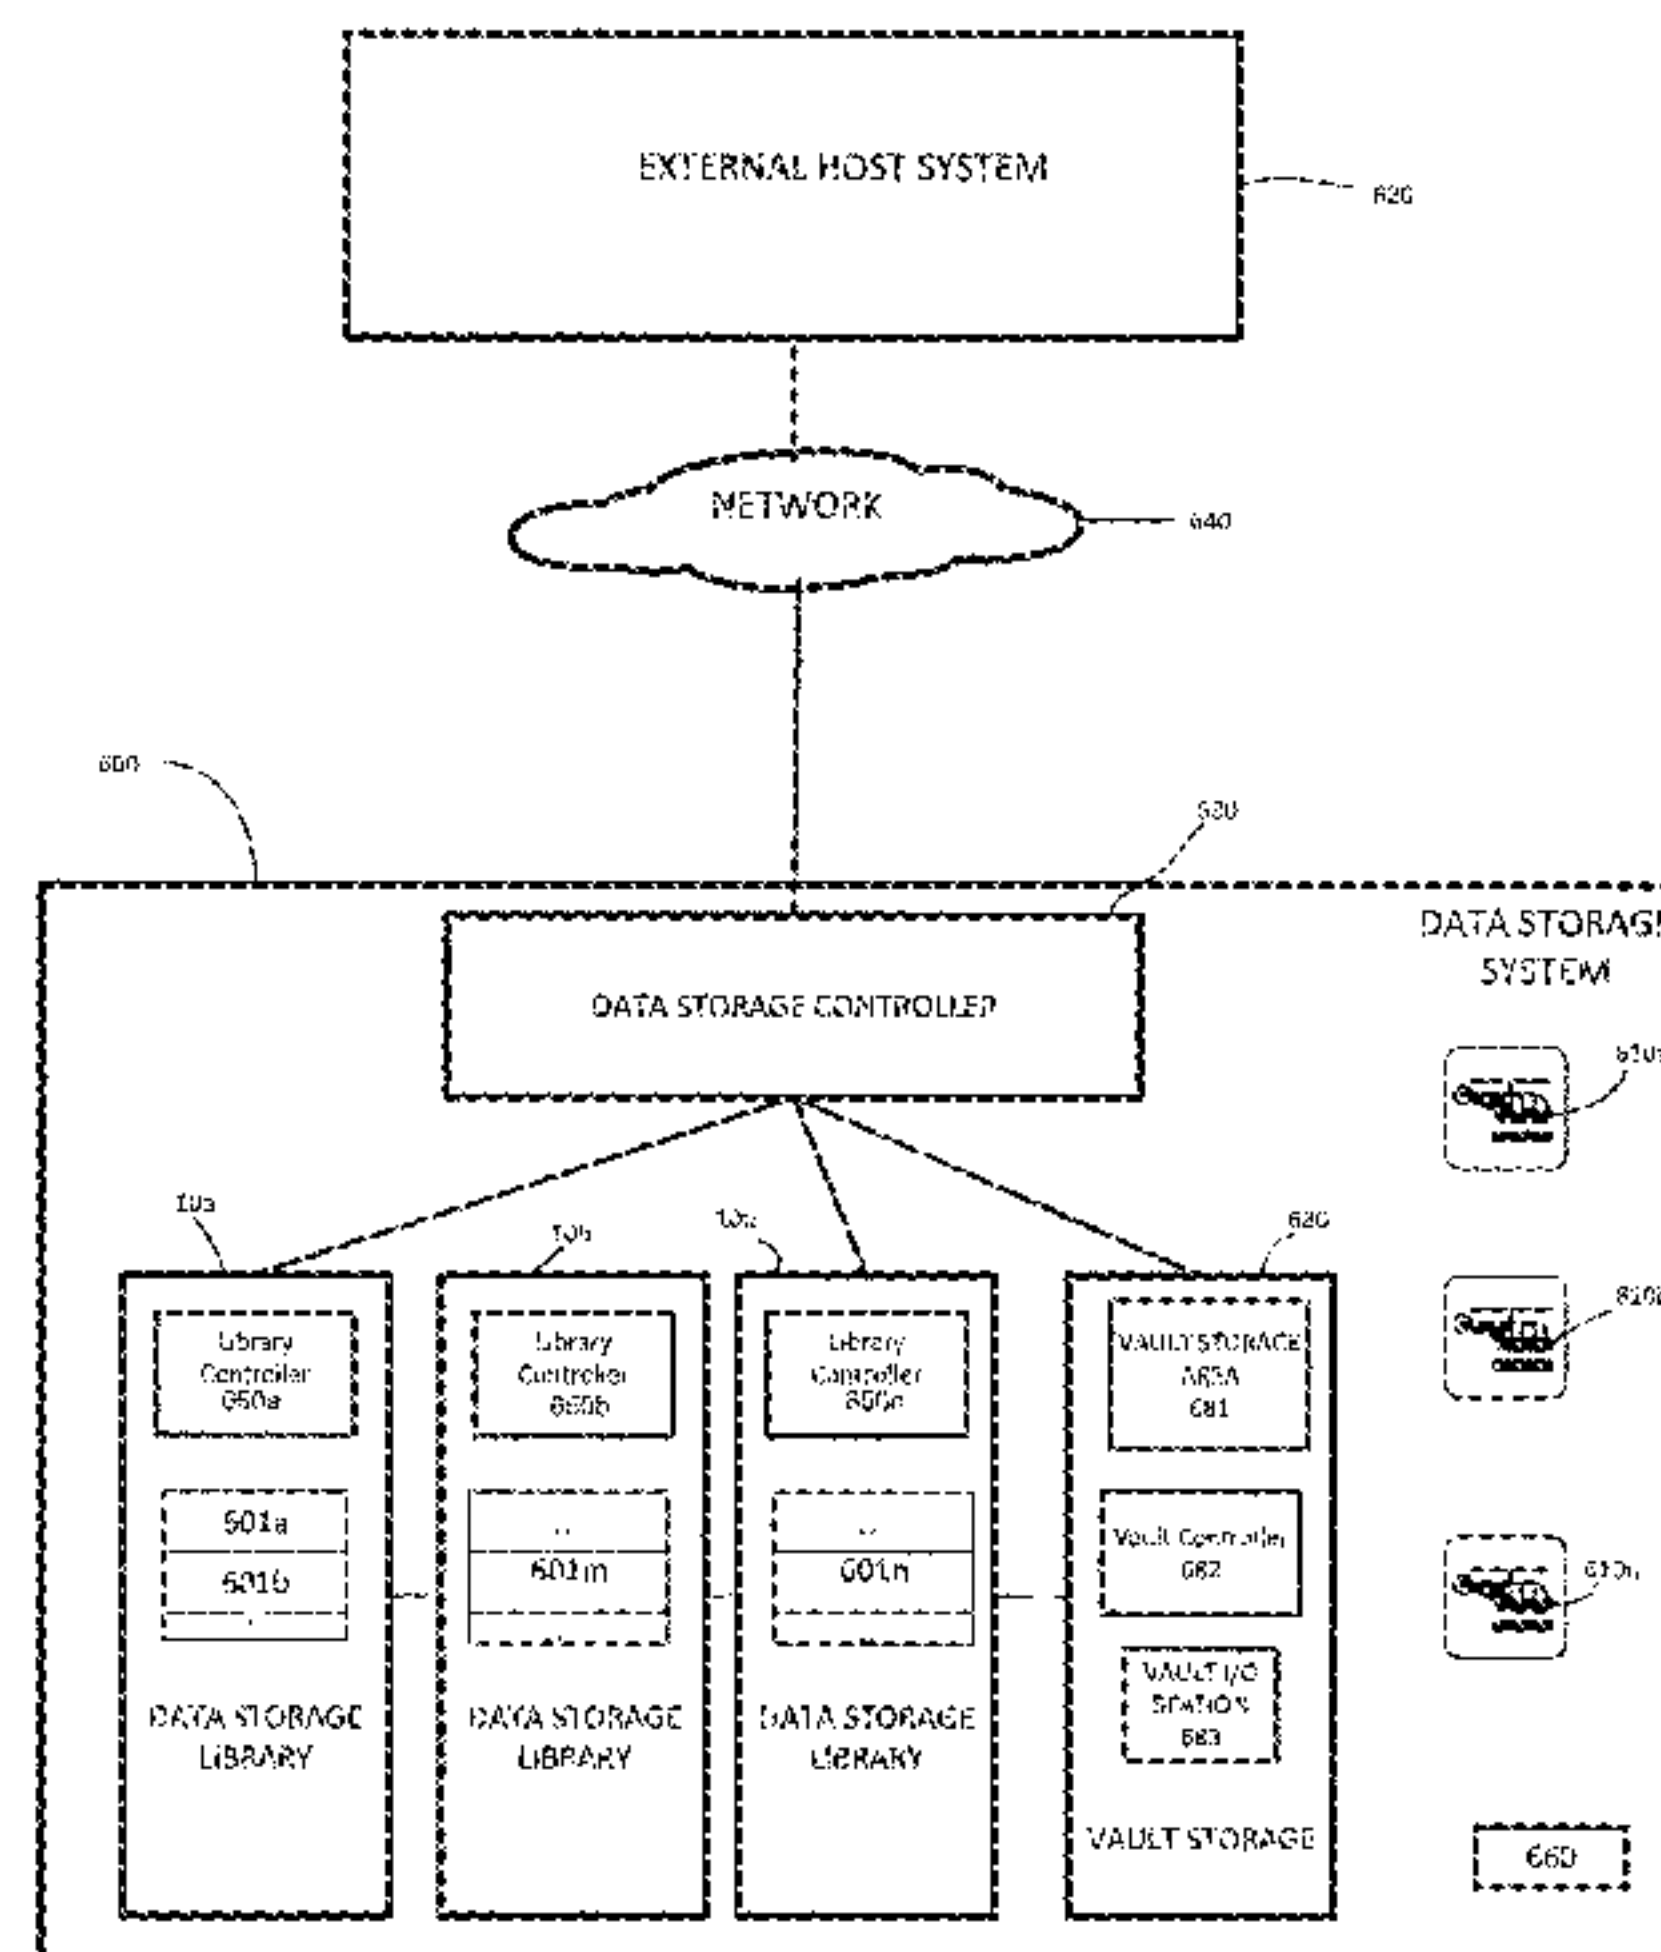 EXTERNAL HOST SYSTEM
620
NETWORK
640
DATA STORAGE
SYSTEM
DATA STORAGE CONTROLLER
10a
10b
Library
Controller
650a
Library
Controller
650b
Library
Controller
VAULT STORAGE
AREA
681
601a
601b
601m
601n
Vault Controller
682
VAULT I/O
STATION
683
DATA STORAGE
LIBRARY
DATA STORAGE
LIBRARY
DATA STORAGE
LIBRARY
VAULT STORAGE
660